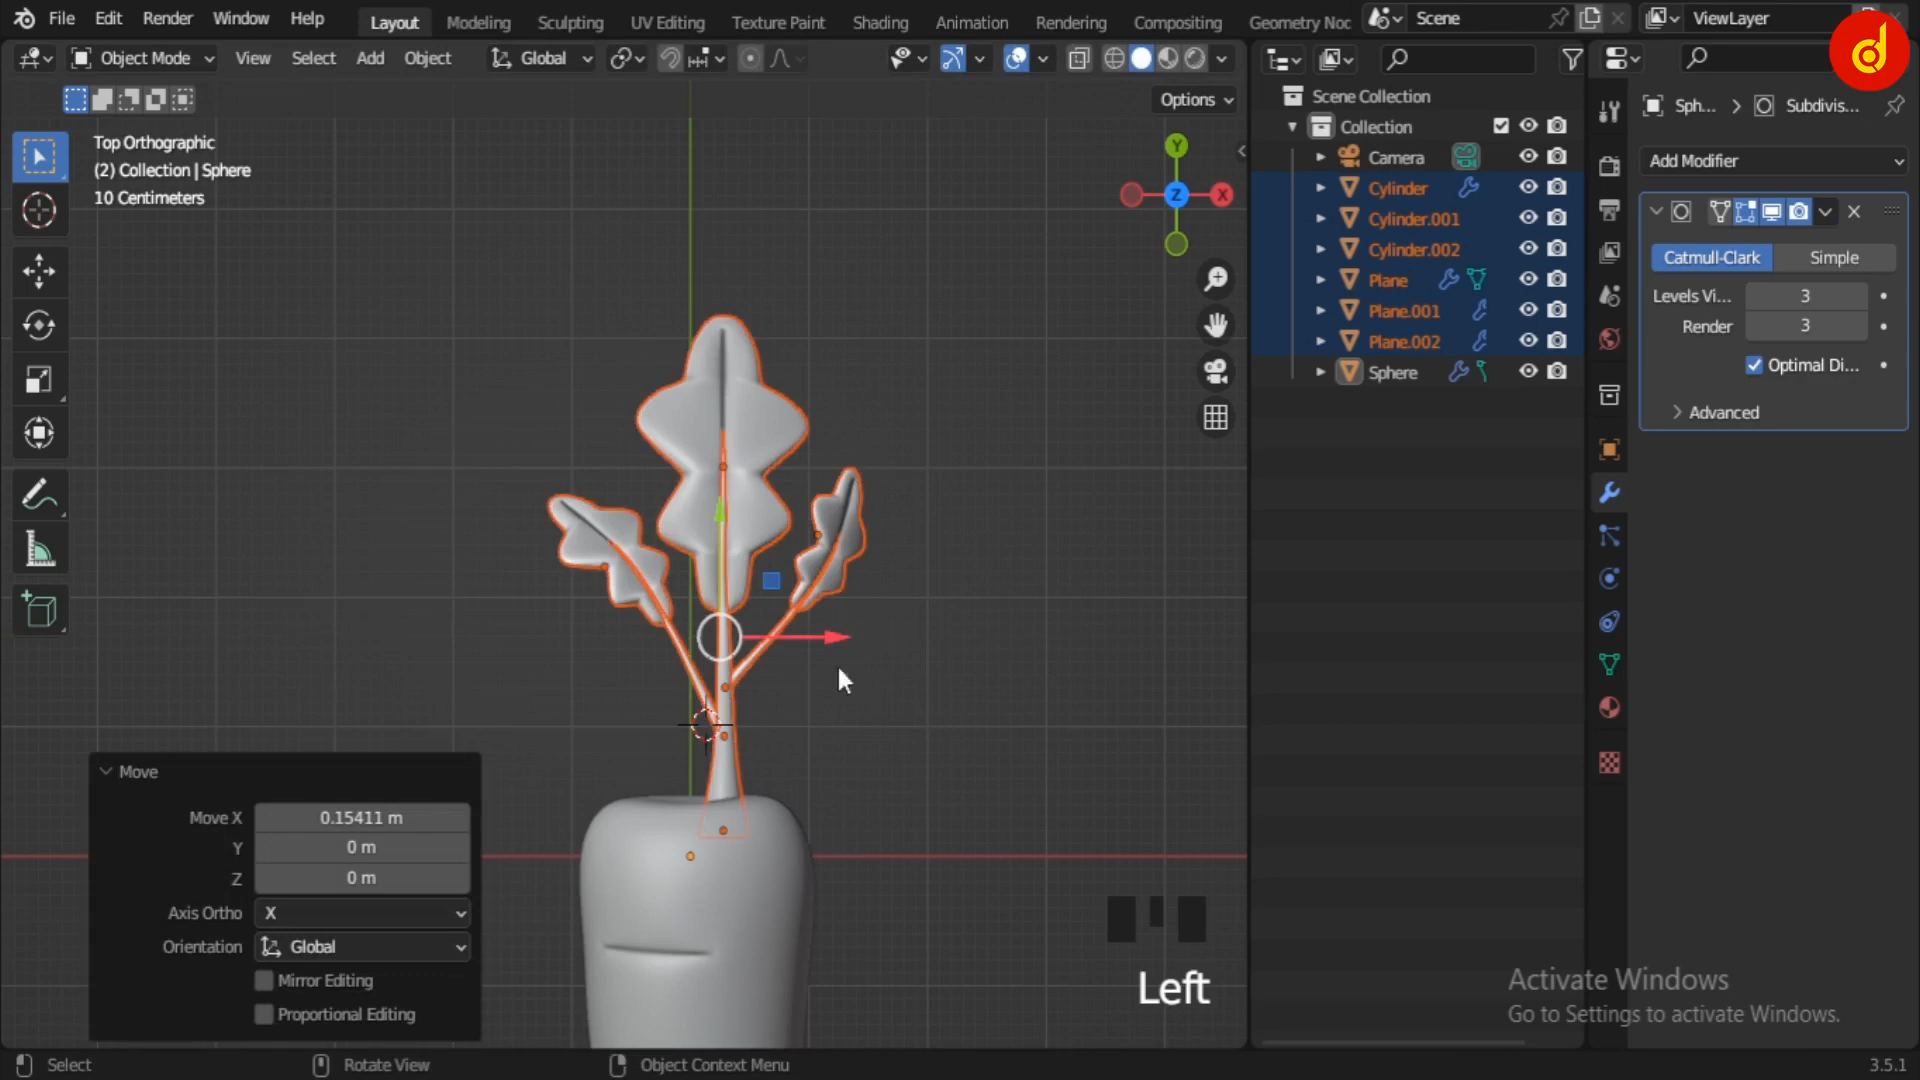 File Edit Render Window Help Layout Modeling Sculpting UV Editing Texture Paint Shading Animation Rendering Compositing Geometry Noc Scene ViewLayer
Object Mode View Select Add Object Global
Options
Top Orthographic
(2) Collection | Sphere
10 Centimeters
Y
X
Z
Scene Collection
Collection
Camera
Cylinder
Cylinder.001
Cylinder.002
Plane
Plane.001
Plane.002
Sphere
Sph... > Subdivis...
Add Modifier
Catmull-Clark Simple
Levels Vi... 3
Render 3
Optimal Di...
Advanced
Move
Move X 0.15411 m
Y 0 m
Z 0 m
Axis Ortho X
Orientation Global
Mirror Editing
Proportional Editing
Left
Activate Windows
Go to Settings to activate Windows.
Select Rotate View Object Context Menu 3.5.1